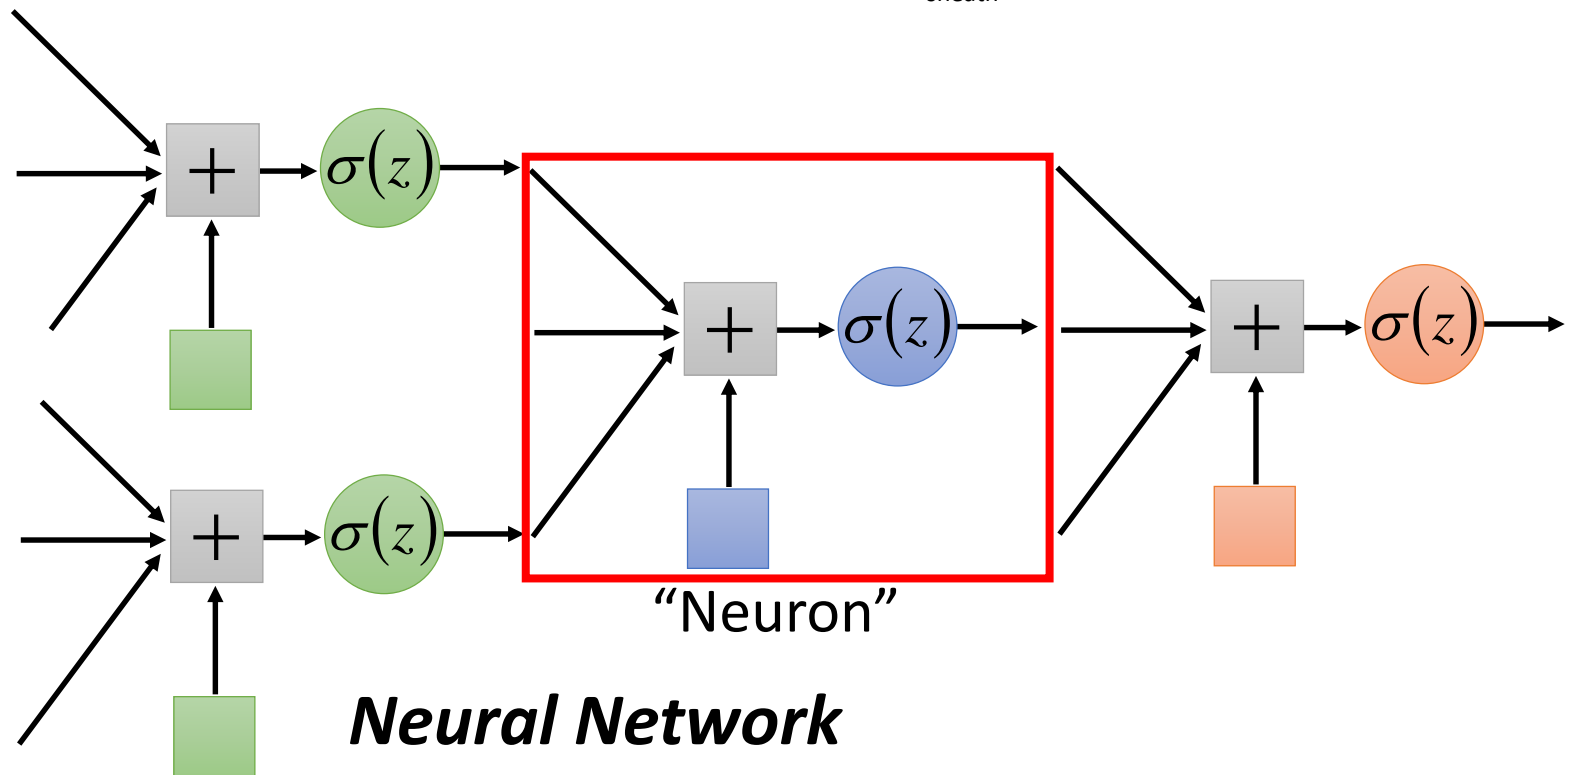 +
σ(z)
+
σ(z)
+
σ(z)
+
σ(z)
“Neuron”
Neural Network